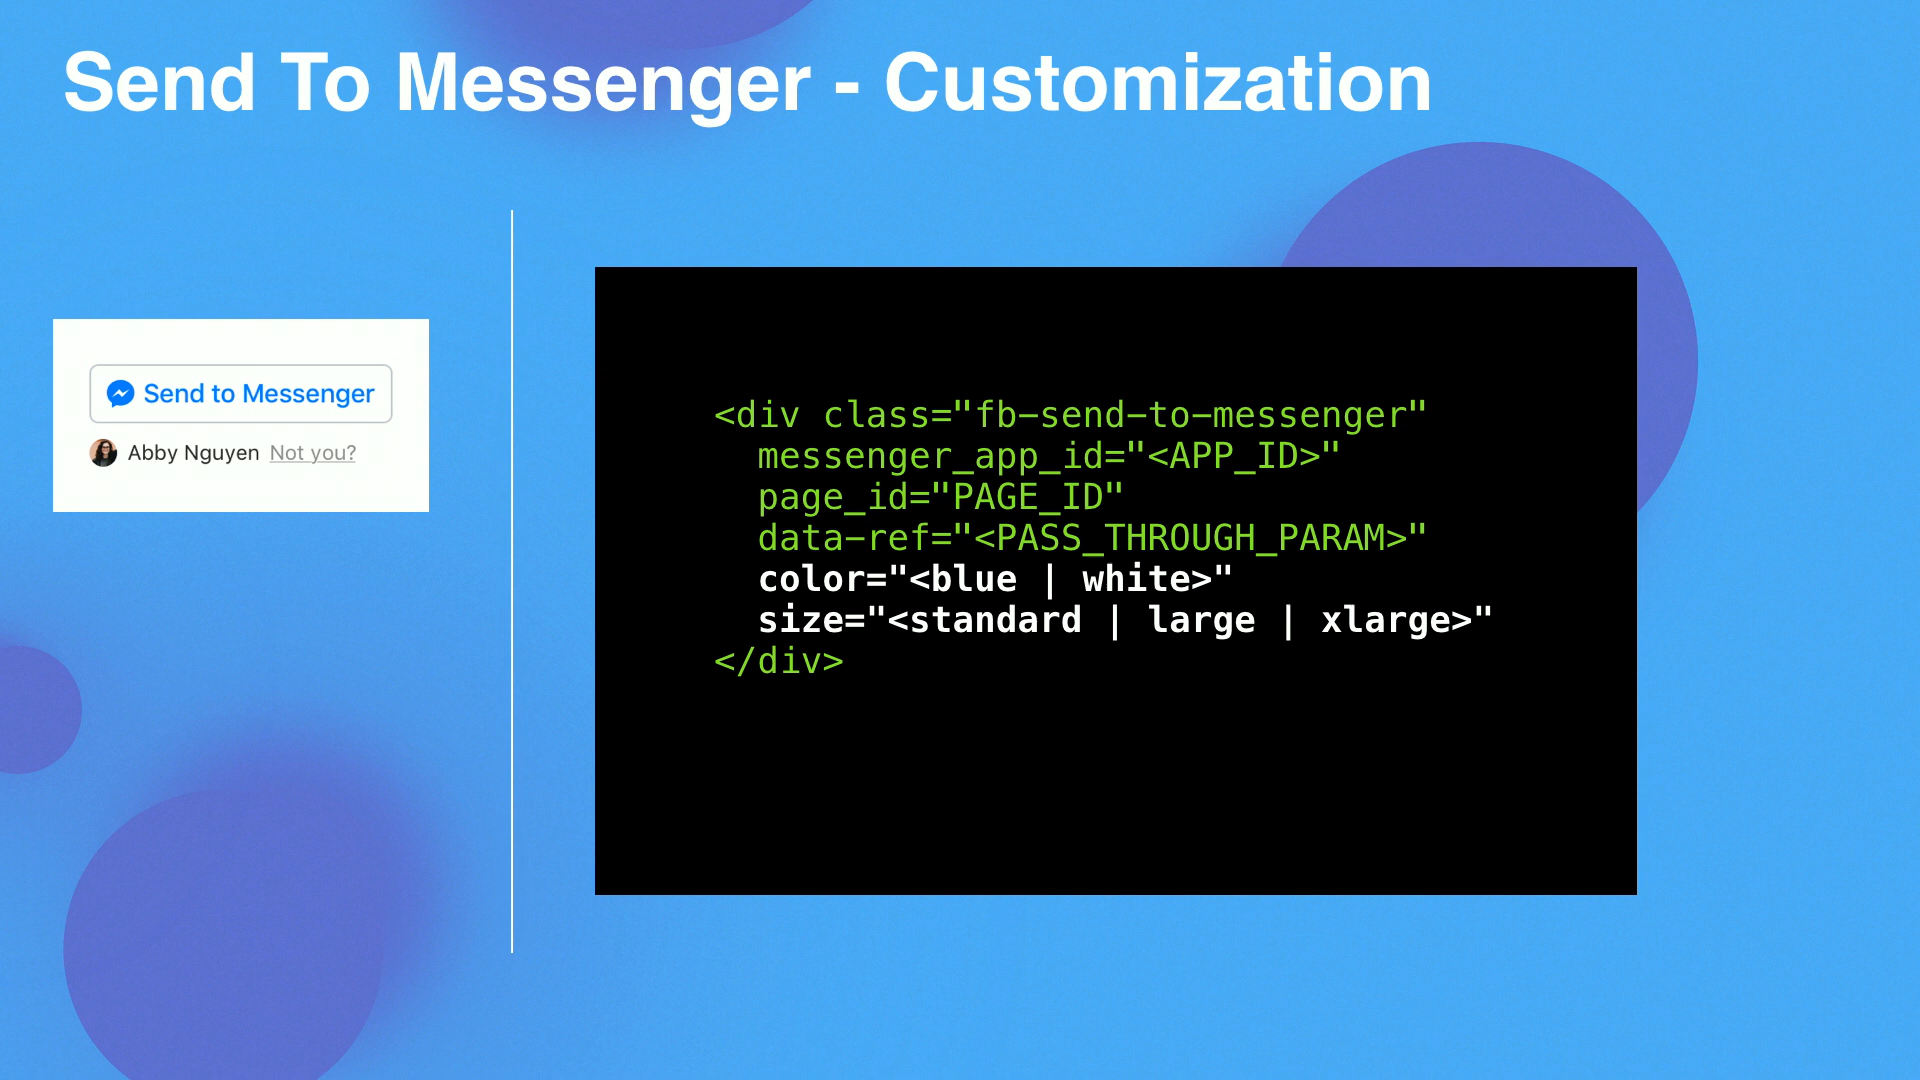 Send To Messenger - Customization
Send to Messenger
Abby Nguyen Not you?
<div class="fb-send-to-messenger"
messenger_app_id="<APP_ID>"
page_id="PAGE_ID"
data-ref="<PASS_THROUGH_PARAM>"
color="<blue | white>"
size="<standard | large | xlarge>"
</div>